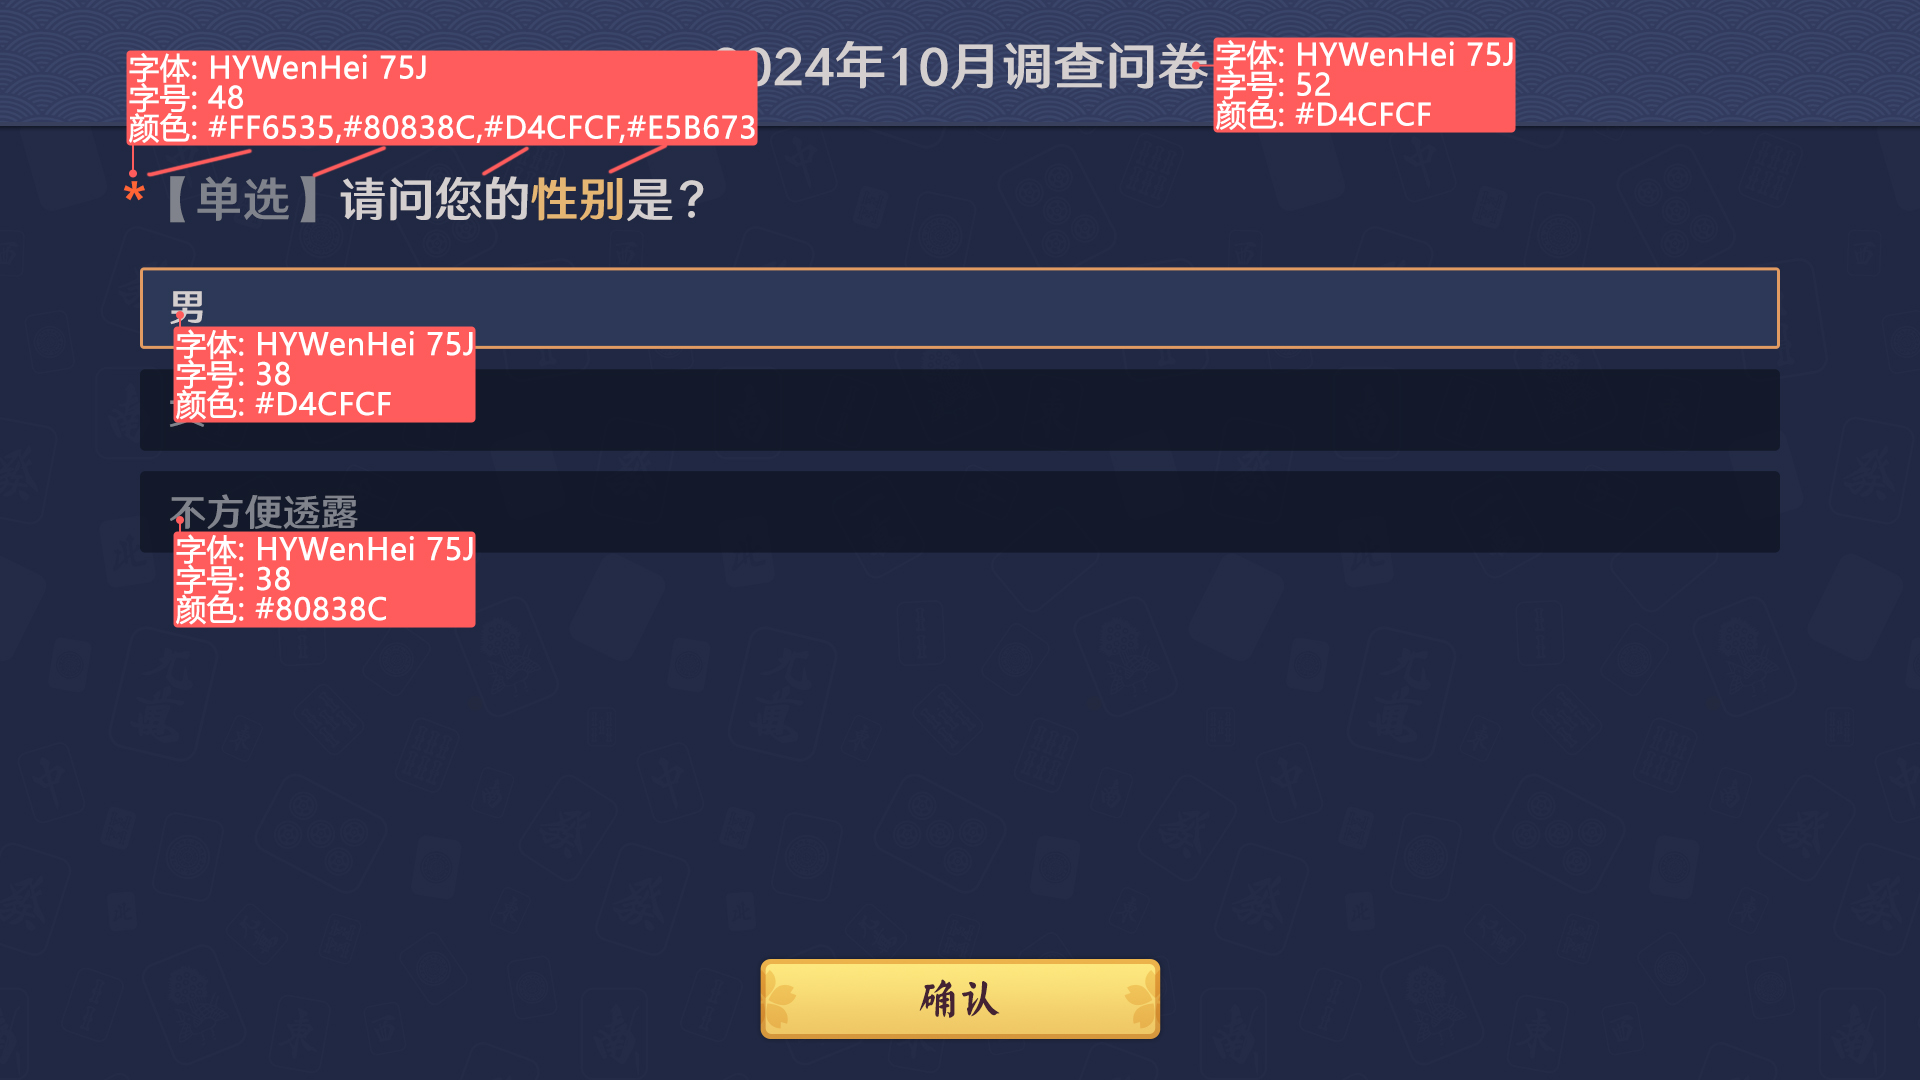 024年10月调查问卷
字体: HYWenHei 75J
字号: 52
颜色: #D4CFCF
字体: HYWenHei 75J
字号: 48
颜色: #FF6535,#80838C,#D4CFCF,#E5B673
*【单选】请问您的性别是？
男
字体: HYWenHei 75J
字号: 38
颜色: #D4CFCF
不方便透露
字体: HYWenHei 75J
字号: 38
颜色: #80838C
确认